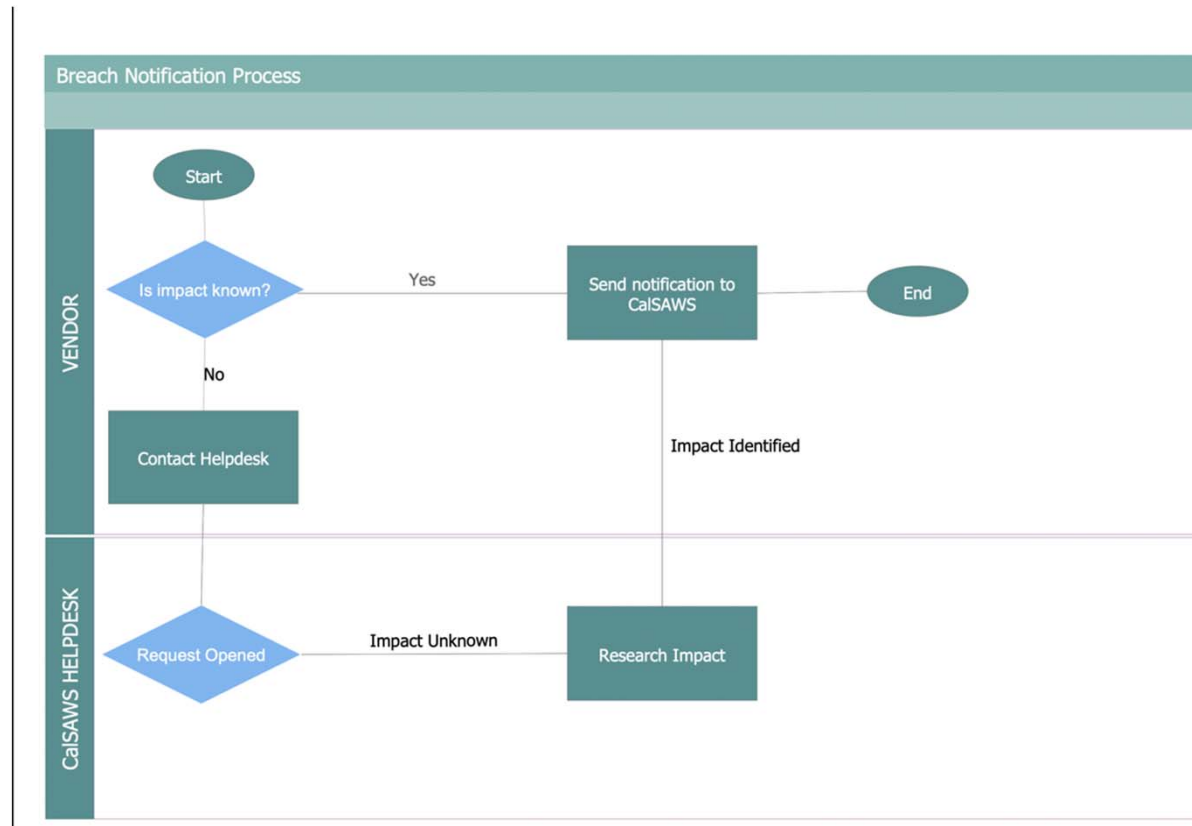 Breach Notification Process
VENDOR
Start
Is impact known?
Yes
Send notification to
CalSAWS
End
No
Contact Helpdesk
Impact Identified
CalSAWS HELPDESK
Request Opened
Impact Unknown
Research Impact